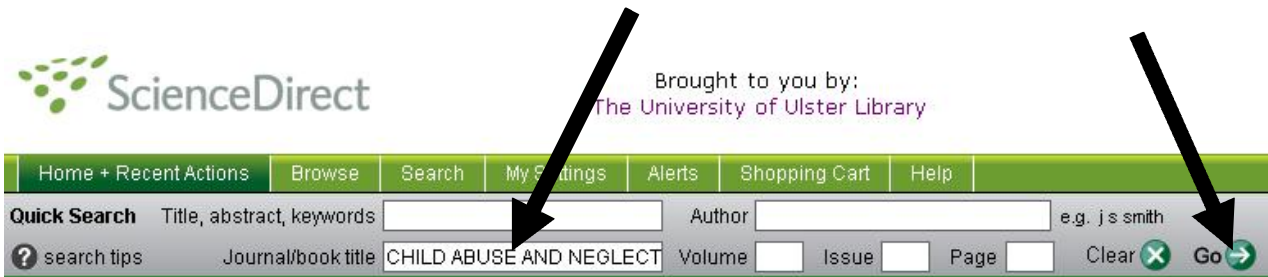 ScienceDirect
Brought to you by:
The University of Ulster Library
Home + Recent Actions Browse Search My Settings Alerts Shopping Cart Help
Quick Search Title, abstract, keywords Author e.g. j s smith
? search tips Journal/book title CHILD ABUSE AND NEGLECT Volume Issue Page Clear Go